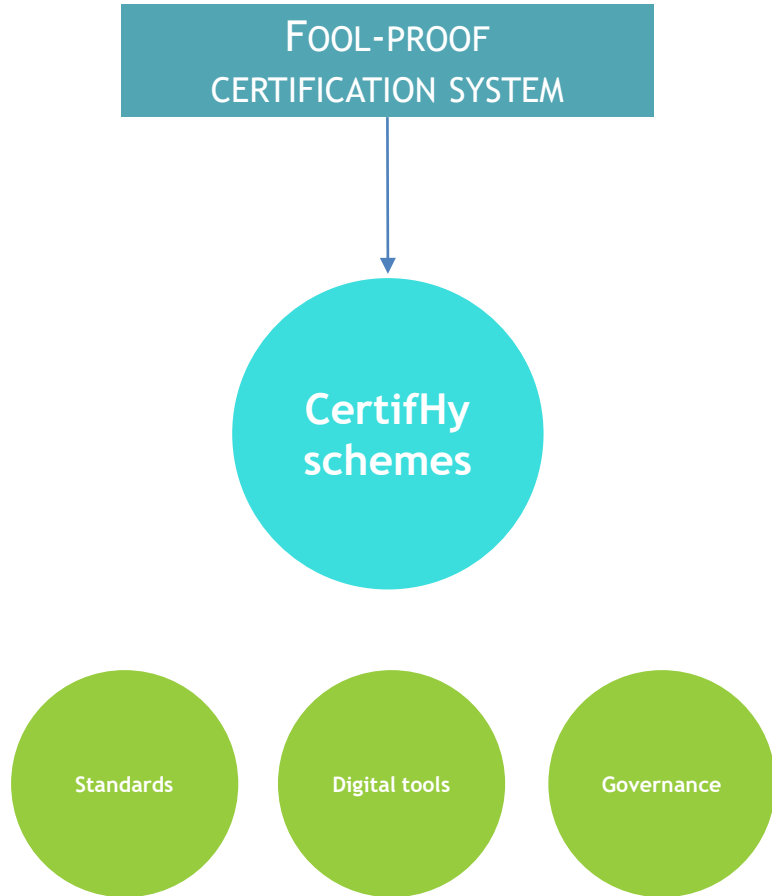 FOOL-PROOF
CERTIFICATION SYSTEM
CertifHy
schemes
Standards
Digital tools
Governance